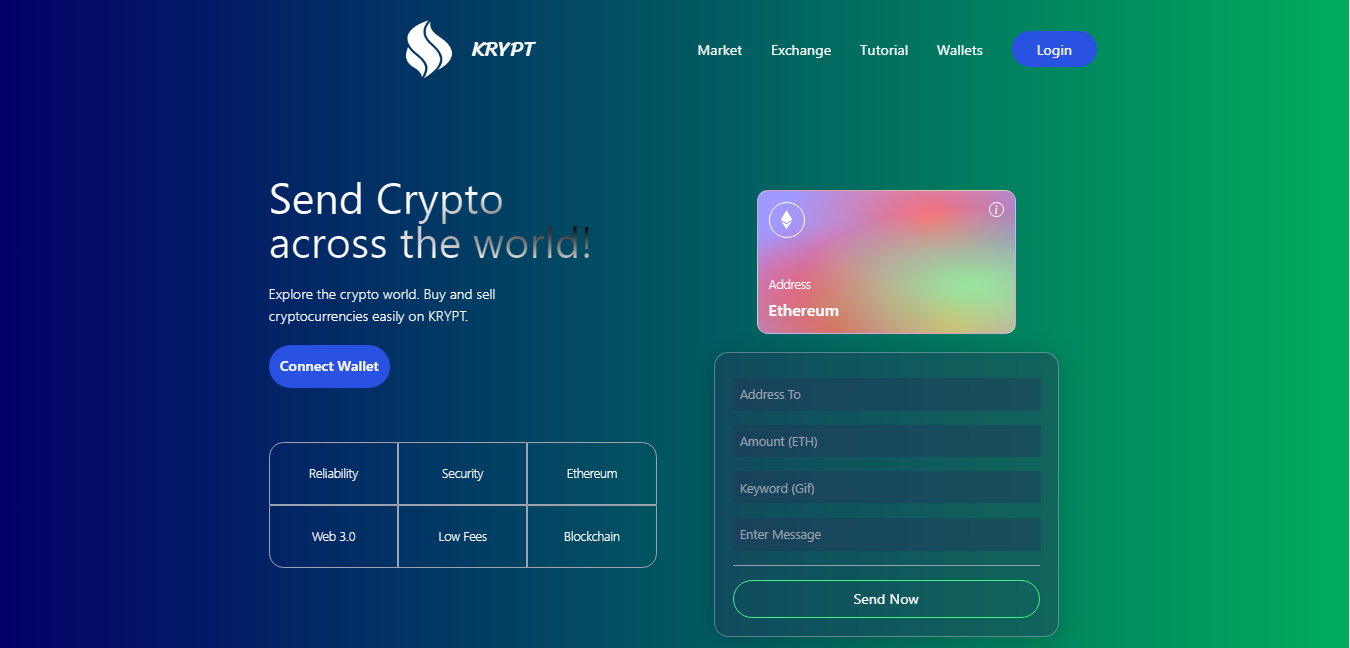 KRYPT
Market Exchange Tutorial Wallets Login
Send Crypto
across the world!
Explore the crypto world. Buy and sell
cryptocurrencies easily on KRYPT.
Connect Wallet
Reliability Security Ethereum
Web 3.0 Low Fees Blockchain
i
Address
Ethereum
Address To
Amount (ETH)
Keyword (Gif)
Enter Message
Send Now